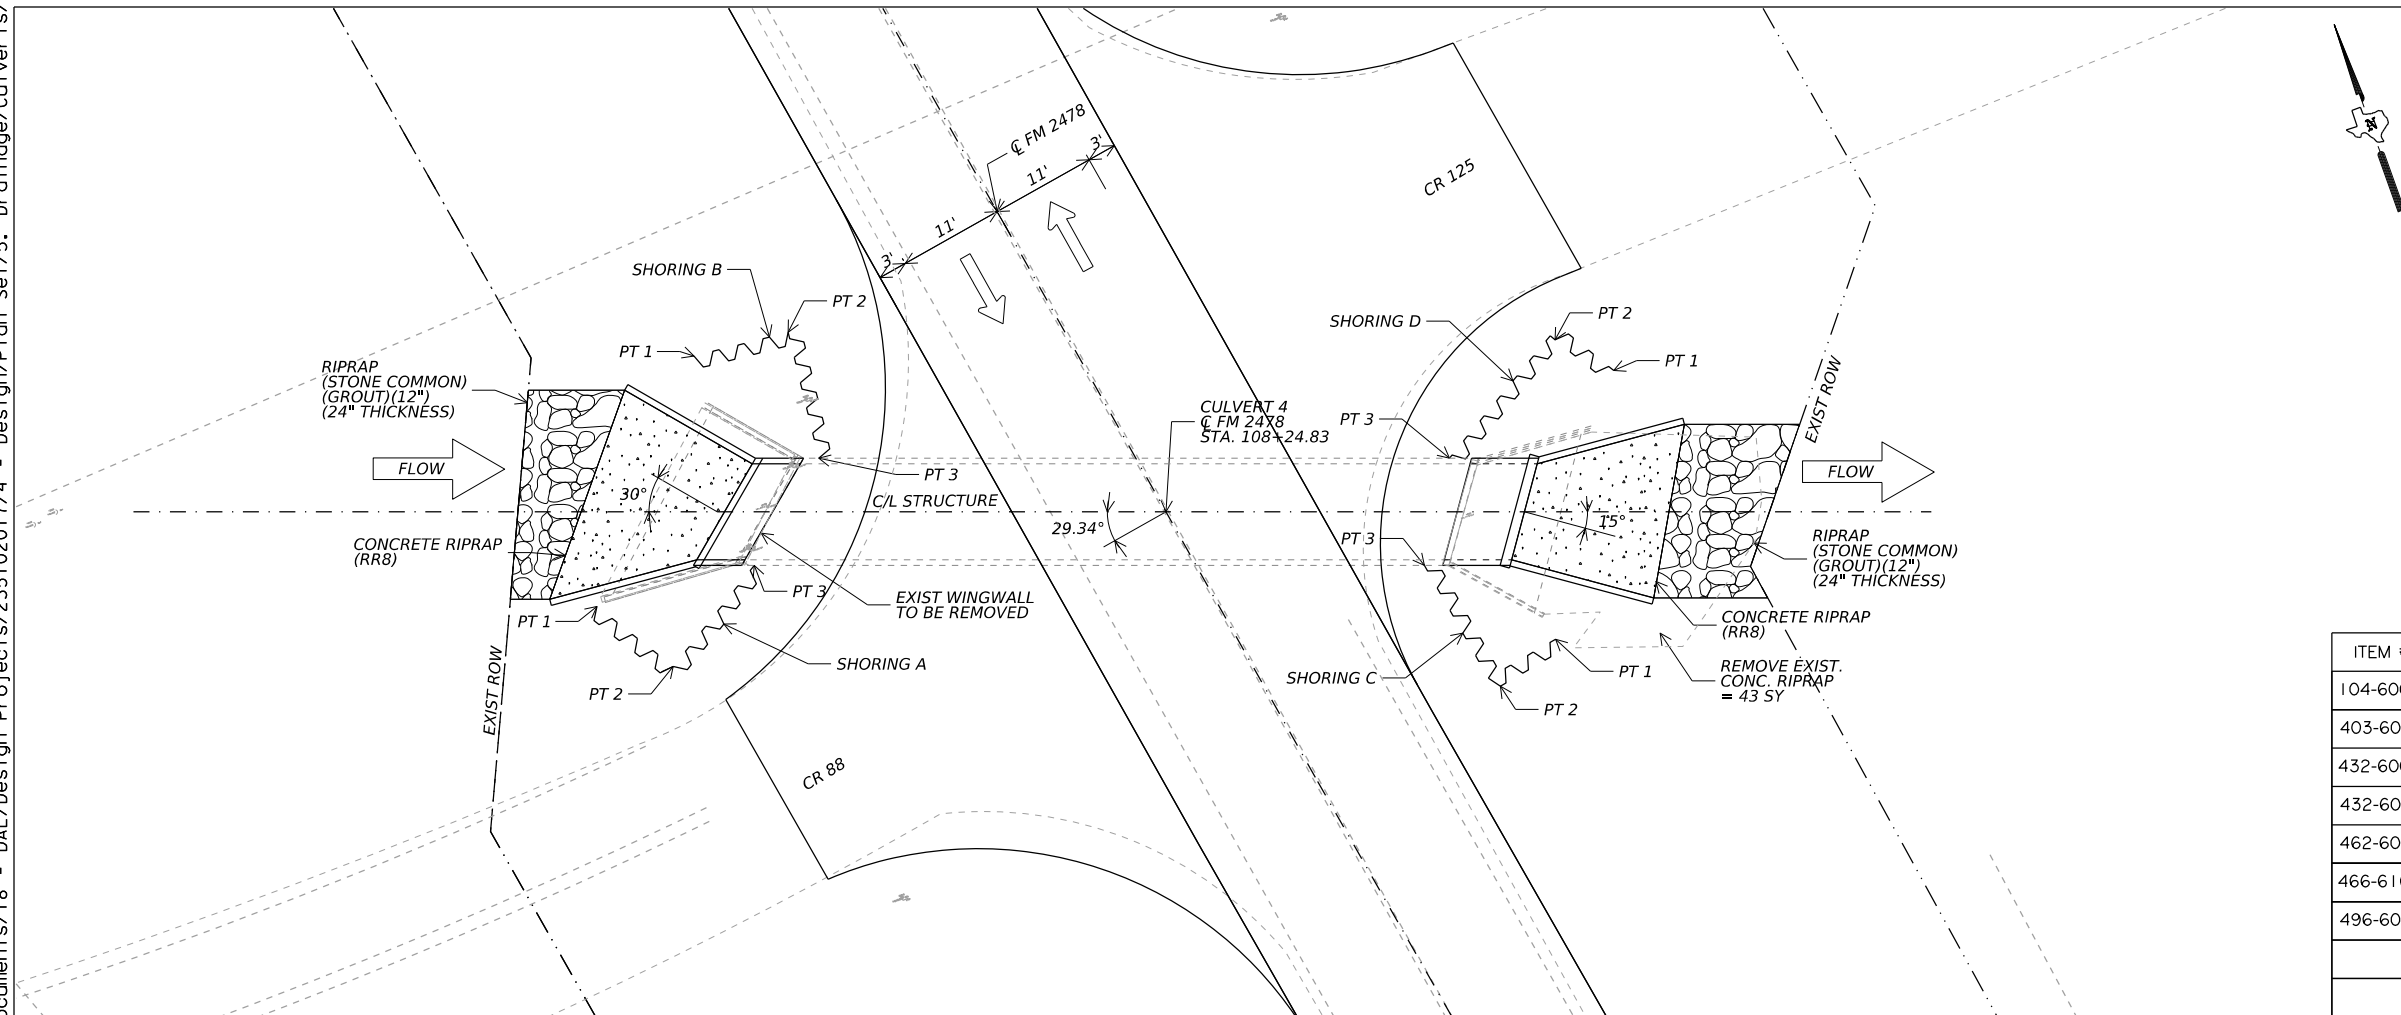 ℄ FM 2478
3'
11'
11'
3'
CR 125
N
SHORING B
PT 2
PT 1
SHORING D
PT 2
PT 1
RIPRAP
(STONE COMMON)
(GROUT)(12")
(24" THICKNESS)
EXIST ROW
CULVERT 4
℄ FM 2478
STA. 108+24.83
PT 3
FLOW
PT 3
FLOW
30°
C/L STRUCTURE
29.34°
15°
PT 3
CONCRETE RIPRAP
(RR8)
RIPRAP
(STONE COMMON)
(GROUT)(12")
(24" THICKNESS)
PT 3
EXIST WINGWALL
TO BE REMOVED
PT 1
CONCRETE RIPRAP
(RR8)
SHORING A
PT 2
EXIST ROW
SHORING C
PT 1
PT 2
REMOVE EXIST.
CONC. RIPRAP
= 43 SY
CR 88
ITEM
104-60
403-60
432-60
432-60
462-60
466-61
496-60